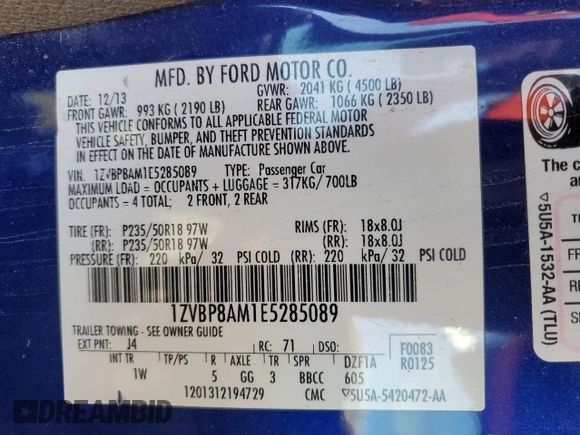 MFD. BY FORD MOTOR CO.
DATE: 12/13 GVWR: 2041 KG ( 4500 LB)
FRONT GAWR: 993 KG ( 2190 LB) REAR GAWR: 1066 KG ( 2350 LB)
THIS VEHICLE CONFORMS TO ALL APPLICABLE FEDERAL MOTOR
VEHICLE SAFETY, BUMPER, AND THEFT PREVENTION STANDARDS
IN EFFECT ON THE DATE OF MANUFACTURE SHOWN ABOVE.
VIN: 1ZVBP8AM1E5285089 TYPE: Passenger Car
MAXIMUM LOAD = OCCUPANTS + LUGGAGE = 317KG/700LB
OCCUPANTS = 4 TOTAL; 2 FRONT, 2 REAR
TIRE (FR): P235/50R18 97W RIMS (FR): 18x8.0J
(RR): P235/50R18 97W (RR): 18x8.0J
PRESSURE (FR): 220 kPa/ 32 PSI COLD (RR): 220 kPa/ 32 PSI COLD
1ZVBP8AM1E5285089
TRAILER TOWING - SEE OWNER GUIDE
EXT PNT: J4 RC: 71 DSO:
INT TR TP/PS R AXLE TR SPR DZF1A
1W 5 GG 3 BBCC 605
F0083
R0125
1201312194729 CMC ▽5U5A-5420472-AA
The c
▽5U5A-1532-AA (TLU)
DREAMBID